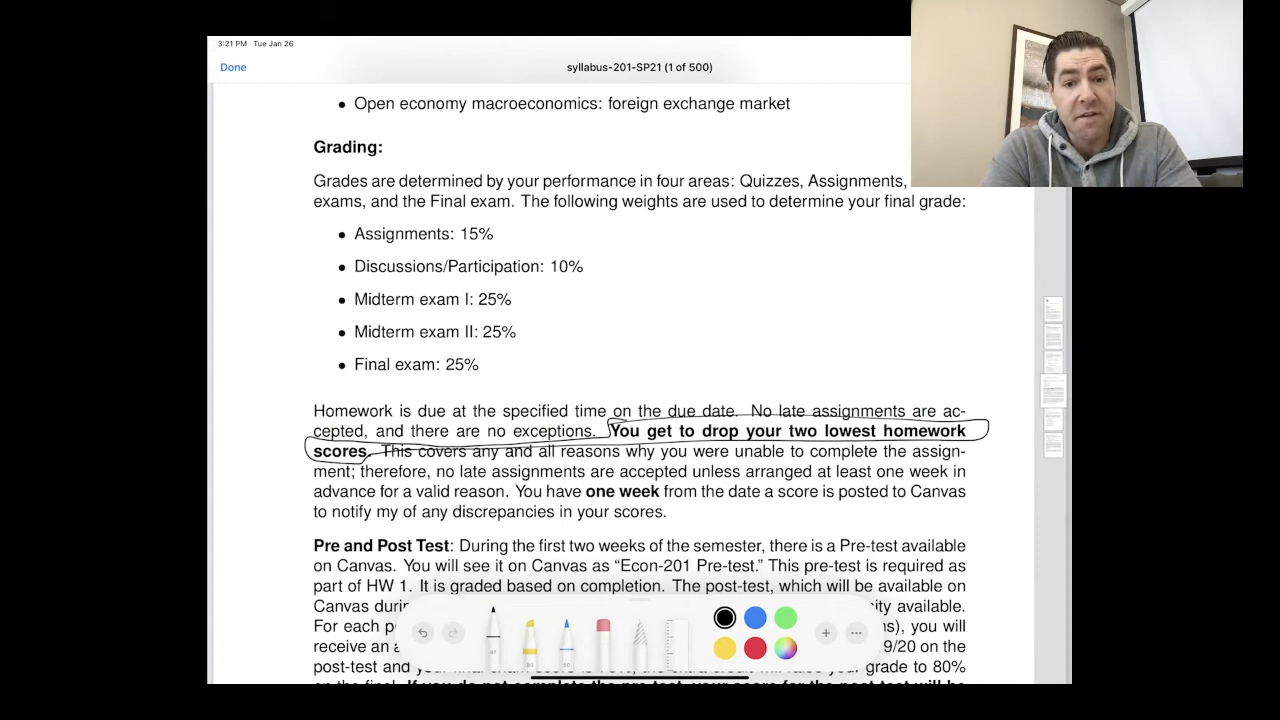 3:21 PM Tue Jan 26
Done
syllabus-201-SP21 (1 of 500)
• Open economy macroeconomics: foreign exchange market
Grading:
Grades are determined by your performance in four areas: Quizzes, Assignments,
exams, and the Final exam. The following weights are used to determine your final grade:
• Assignments: 15%
• Discussions/Participation: 10%
• Midterm exam I: 25%
• Midterm exam II: 25%
• Final exam: 25%
Homework is due at the specified time on the due date. No late assignments are ac-
cepted, and there are no exceptions. You get to drop your two lowest homework
scores. This covers any and all reasons why you were unable to complete the assign-
ment; therefore, no late assignments are accepted unless arranged at least one week in
advance for a valid reason. You have one week from the date a score is posted to Canvas
to notify my of any discrepancies in your scores.
Pre and Post Test: During the first two weeks of the semester, there is a Pre-test available
on Canvas. You will see it on Canvas as “Econ-201 Pre-test.” This pre-test is required as
part of HW 1. It is graded based on completion. The post-test, which will be available on
Canvas available.
For each you will
receive an 9/20 on the
post-test and grade to 80%